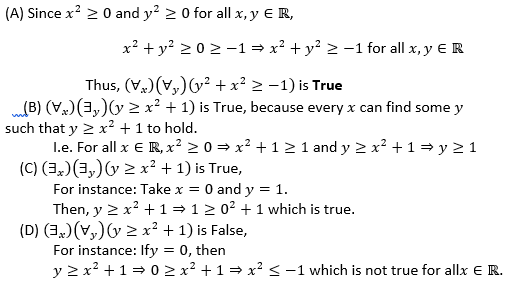 (A) Since x² ≥ 0 and y² ≥ 0 for all x, y ∈ ℝ,
x² + y² ≥ 0 ≥ −1 ⇒ x² + y² ≥ −1 for all x, y ∈ ℝ
Thus, (∀ₓ)(∀ᵧ)(y² + x² ≥ −1) is True
(B) (∀ₓ)(∃ᵧ)(y ≥ x² + 1) is True, because every x can find some y
such that y ≥ x² + 1 to hold.
I.e. For all x ∈ ℝ, x² ≥ 0 ⇒ x² + 1 ≥ 1 and y ≥ x² + 1 ⇒ y ≥ 1
(C) (∃ₓ)(∃ᵧ)(y ≥ x² + 1) is True,
For instance: Take x = 0 and y = 1.
Then, y ≥ x² + 1 ⇒ 1 ≥ 0² + 1 which is true.
(D) (∃ₓ)(∀ᵧ)(y ≥ x² + 1) is False,
For instance: Ify = 0, then
y ≥ x² + 1 ⇒ 0 ≥ x² + 1 ⇒ x² ≤ −1 which is not true for allx ∈ ℝ.